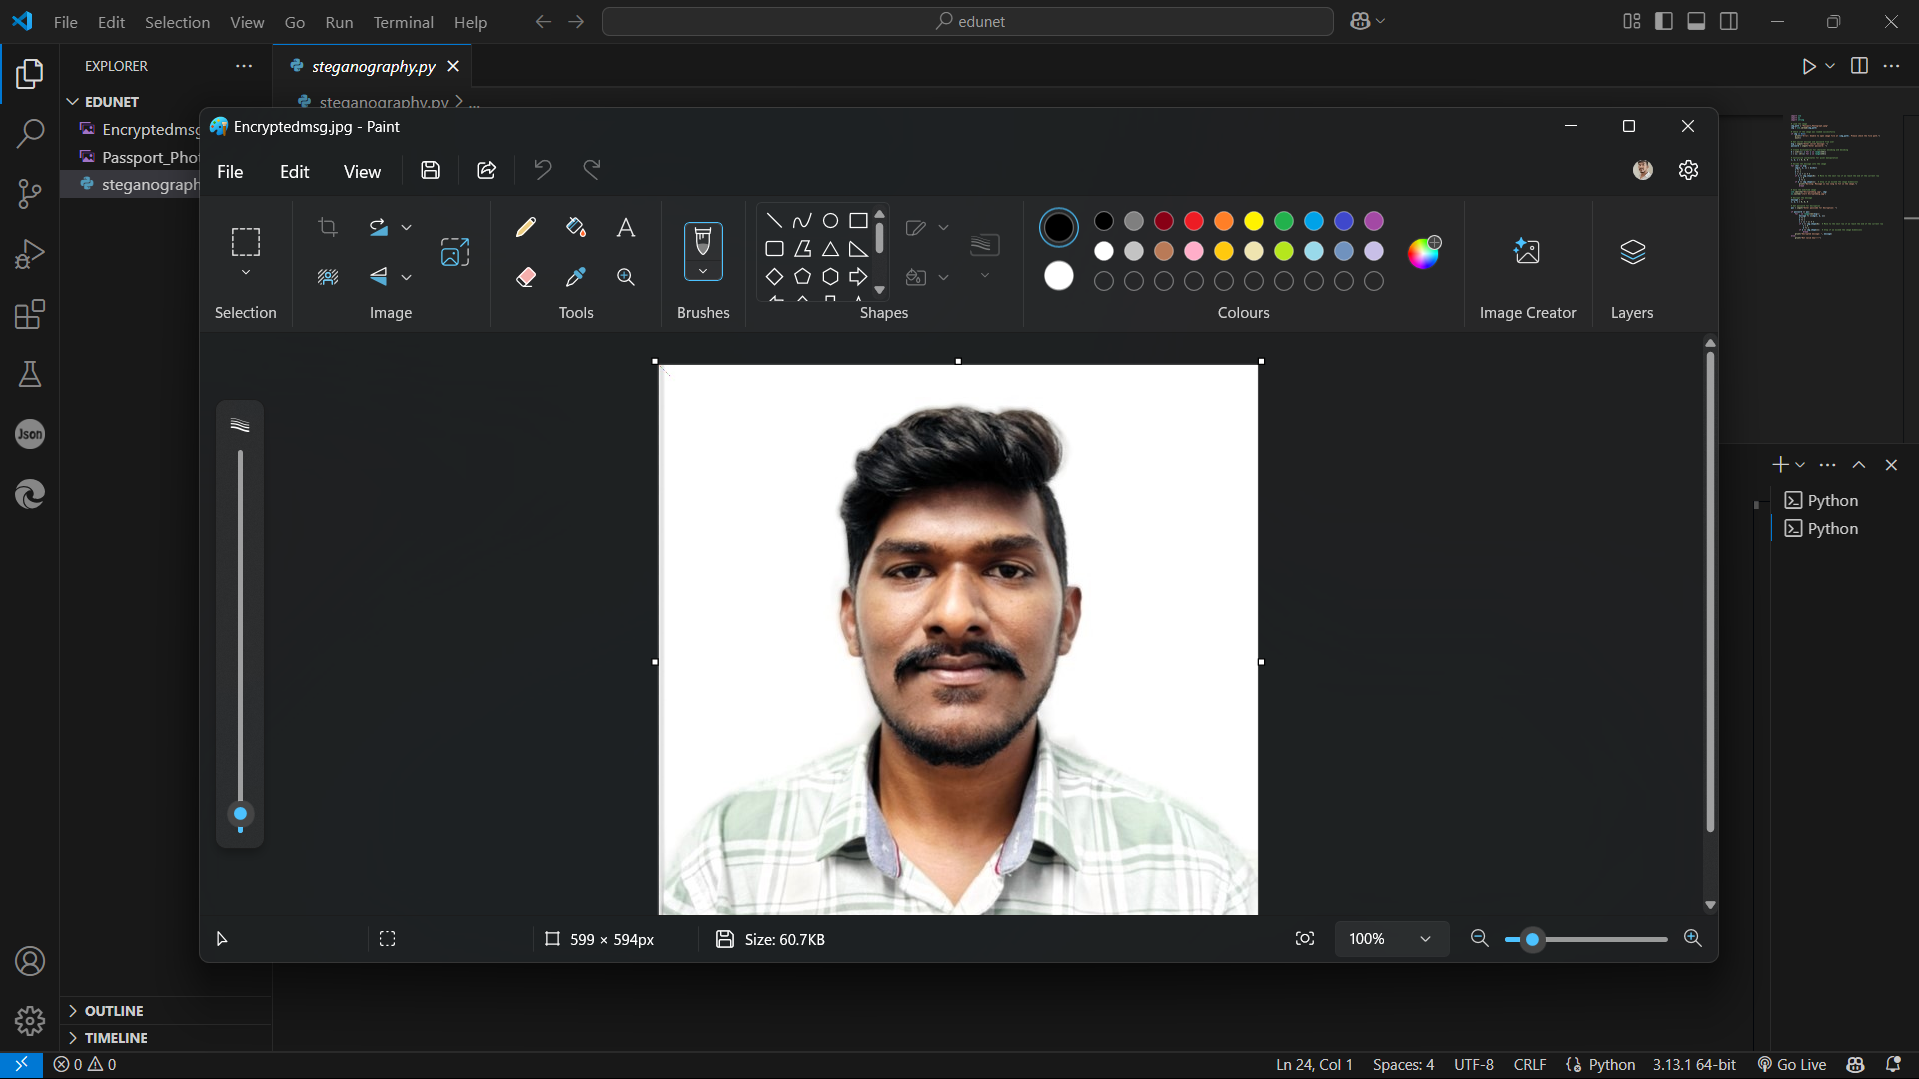 File Edit Selection View Go Run Terminal Help
edunet
EXPLORER
steganography.py
EDUNET
steganography.py > ...
Encryptedmsg
Passport_Pho
steganograph
Encryptedmsg.jpg - Paint
File Edit View
Selection Image Tools Brushes Shapes Colours Image Creator Layers
Json
Python
Python
599 × 594px
Size: 60.7KB
100%
OUTLINE
TIMELINE
0 0
Ln 24, Col 1 Spaces: 4 UTF-8 CRLF {} Python 3.13.1 64-bit Go Live